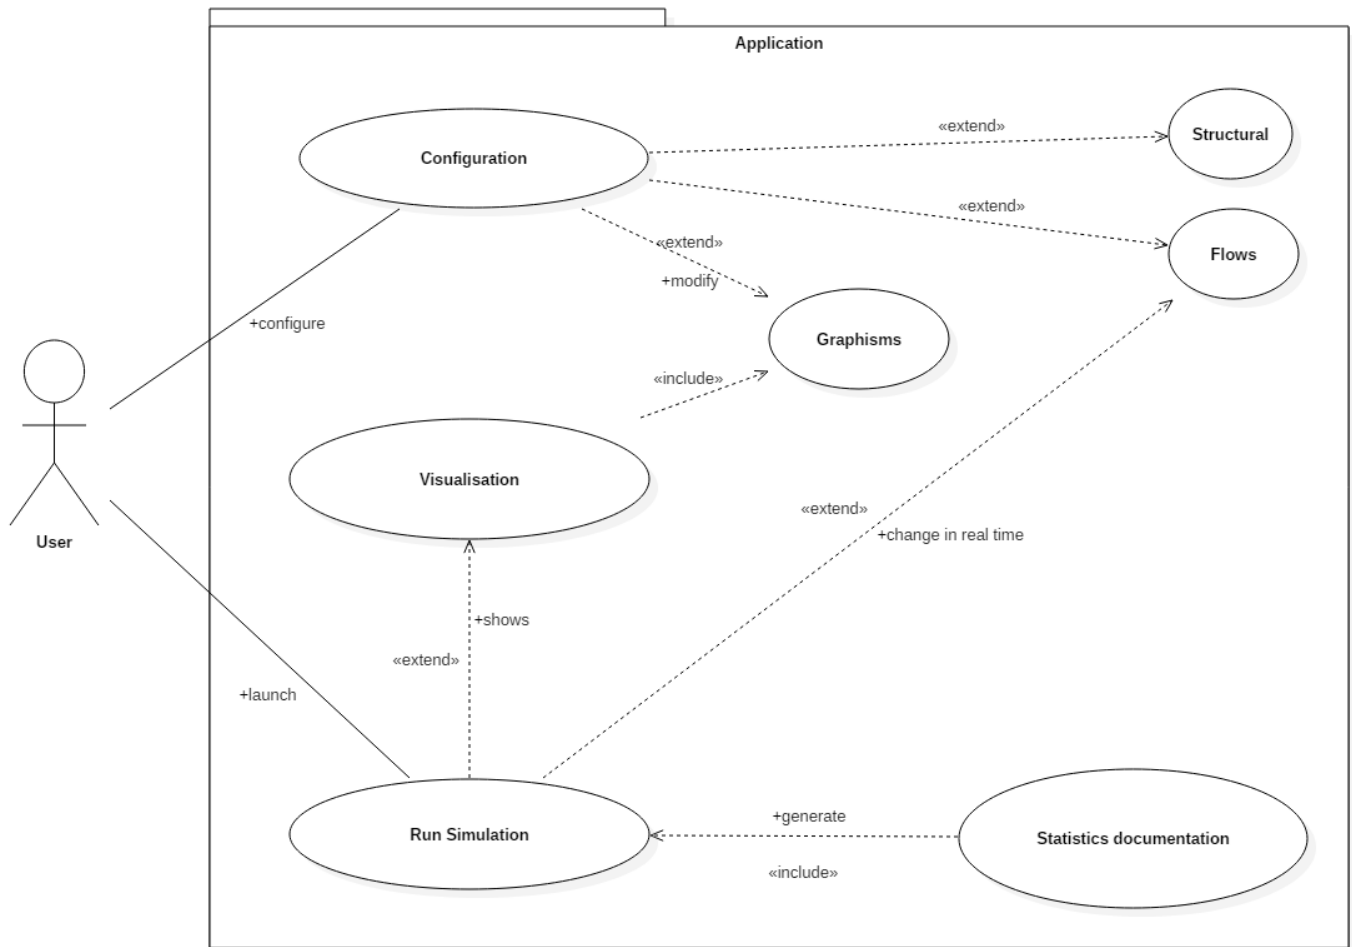 Application
«extend»
Structural
Configuration
«extend»
«extend»
Flows
+modify
+configure
Graphisms
«include»
Visualisation
«extend»
+change in real time
User
+shows
«extend»
+launch
+generate
Run Simulation
Statistics documentation
«include»